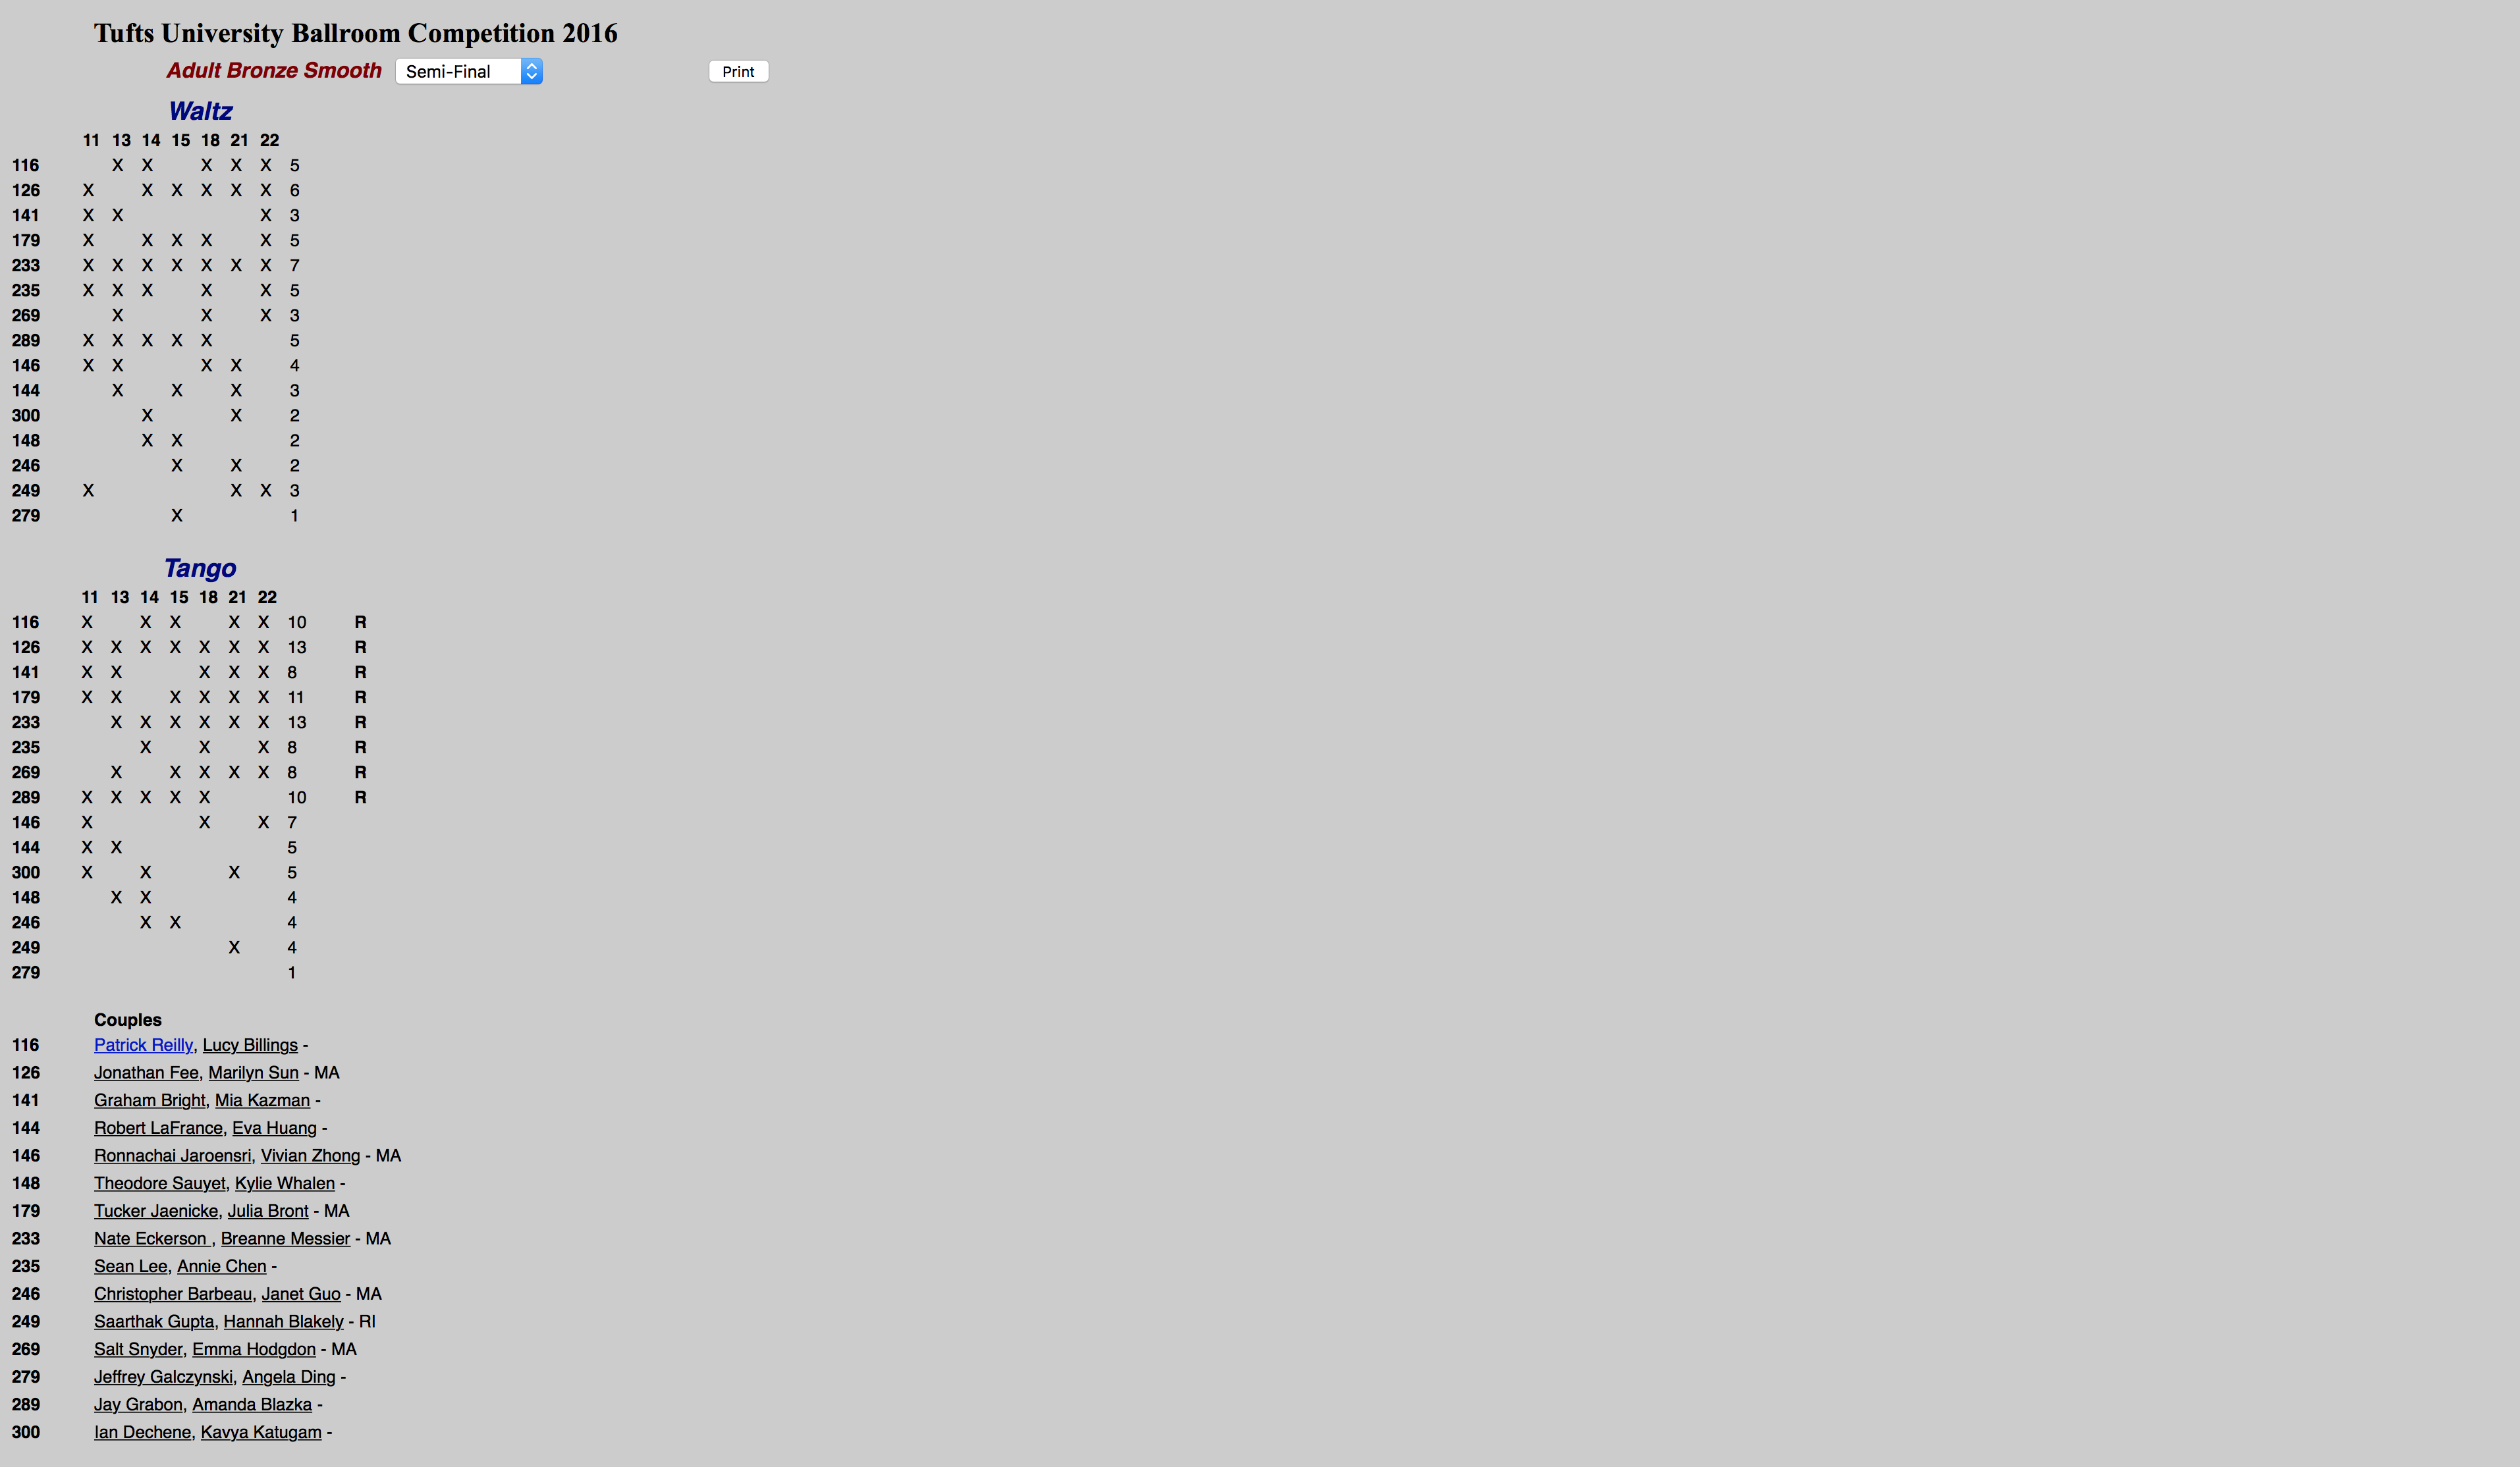 Tufts University Ballroom Competition 2016
Adult Bronze Smooth Semi-Final Print
Waltz
11 13 14 15 18 21 22
116 X X X X X 5
126 X X X X X X 6
141 X X X 3
179 X X X X X 5
233 X X X X X X X 7
235 X X X X X 5
269 X X X 3
289 X X X X X 5
146 X X X X 4
144 X X X 3
300 X X 2
148 X X 2
246 X X 2
249 X X X 3
279 X 1
Tango
11 13 14 15 18 21 22
116 X X X X X 10 R
126 X X X X X X X 13 R
141 X X X X X 8 R
179 X X X X X X 11 R
233 X X X X X X 13 R
235 X X X 8 R
269 X X X X X 8 R
289 X X X X X 10 R
146 X X X 7
144 X X 5
300 X X X 5
148 X X 4
246 X X 4
249 X 4
279 1
Couples
116 Patrick Reilly, Lucy Billings -
126 Jonathan Fee, Marilyn Sun - MA
141 Graham Bright, Mia Kazman -
144 Robert LaFrance, Eva Huang -
146 Ronnachai Jaroensri, Vivian Zhong - MA
148 Theodore Sauyet, Kylie Whalen -
179 Tucker Jaenicke, Julia Bront - MA
233 Nate Eckerson , Breanne Messier - MA
235 Sean Lee, Annie Chen -
246 Christopher Barbeau, Janet Guo - MA
249 Saarthak Gupta, Hannah Blakely - RI
269 Salt Snyder, Emma Hodgdon - MA
279 Jeffrey Galczynski, Angela Ding -
289 Jay Grabon, Amanda Blazka -
300 Ian Dechene, Kavya Katugam -